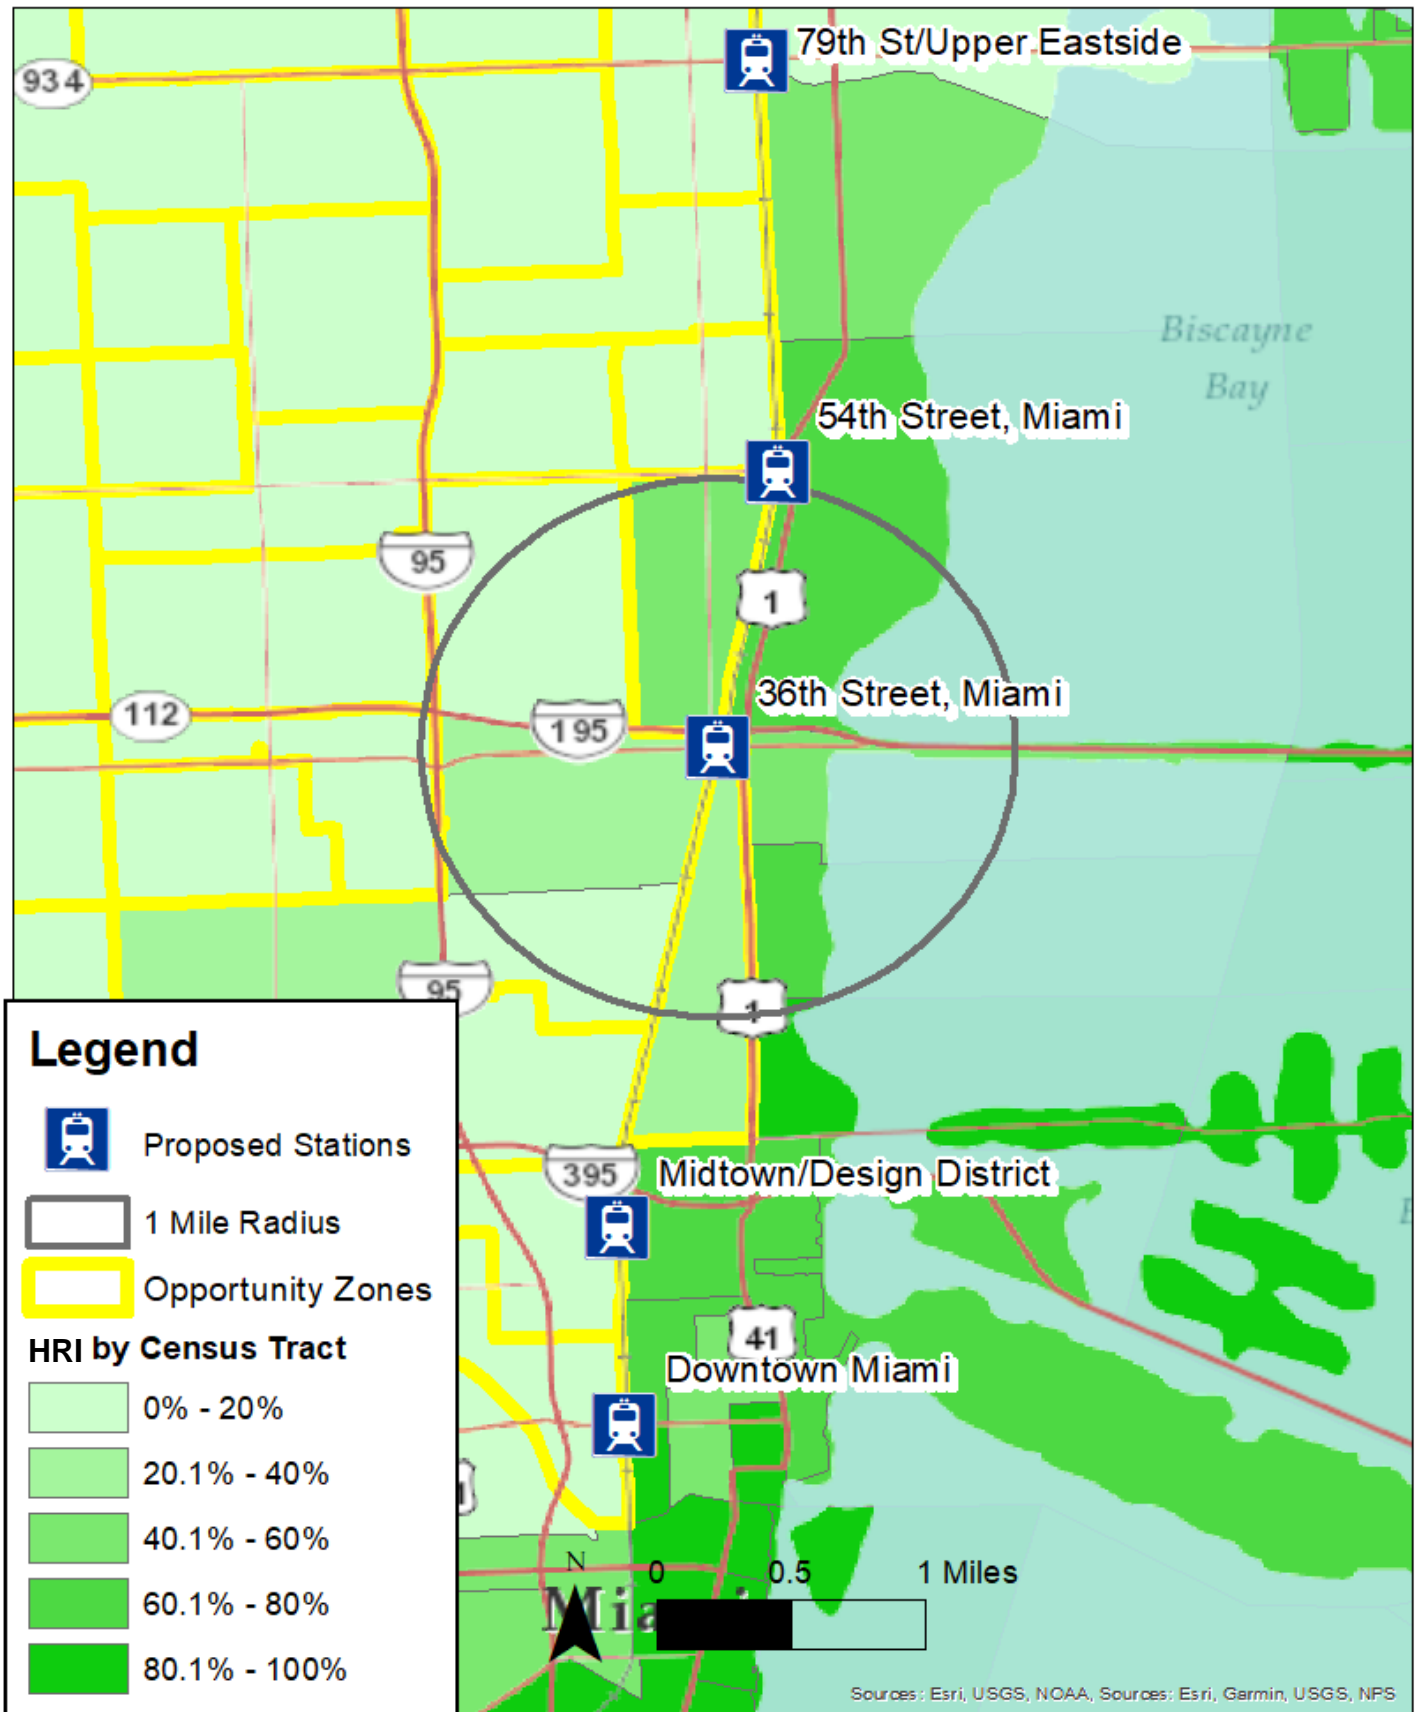 79th St/Upper Eastside
934
Biscayne
Bay
54th Street, Miami
95
1
36th Street, Miami
112
195
95
1
Legend
Proposed Stations
1 Mile Radius
Opportunity Zones
HRI by Census Tract
0% - 20%
20.1% - 40%
40.1% - 60%
60.1% - 80%
80.1% - 100%
395
Midtown/Design District
41
Downtown Miami
N
0 0.5 1 Miles
Sources: Esri, USGS, NOAA, Sources: Esri, Garmin, USGS, NPS